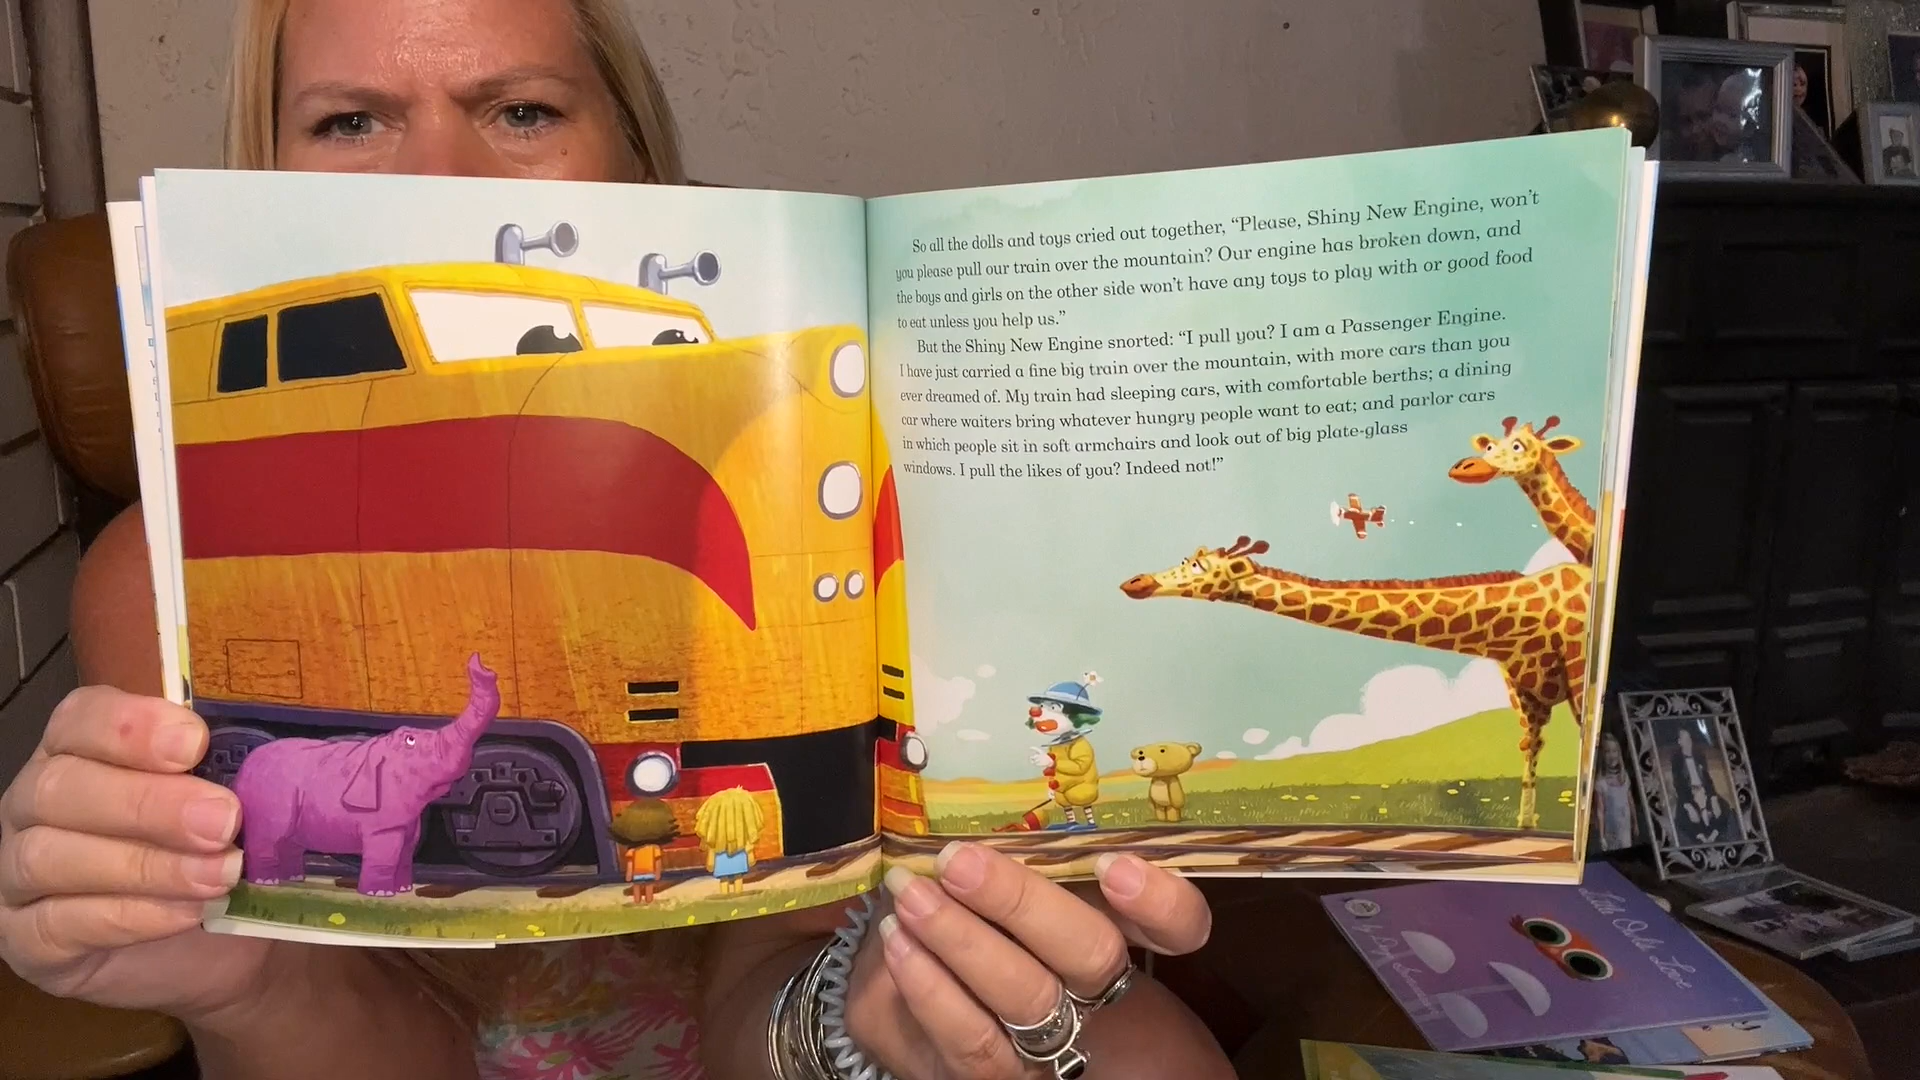 So all the dolls and toys cried out together, “Please, Shiny New Engine, won’t
you please pull our train over the mountain? Our engine has broken down, and
the boys and girls on the other side won’t have any toys to play with or good food
to eat unless you help us.”
But the Shiny New Engine snorted: “I pull you? I am a Passenger Engine.
I have just carried a fine big train over the mountain, with more cars than you
ever dreamed of. My train had sleeping cars, with comfortable berths; a dining
car where waiters bring whatever hungry people want to eat; and parlor cars
in which people sit in soft armchairs and look out of big plate-glass
windows. I pull the likes of you? Indeed not!”
Little Owl's Love